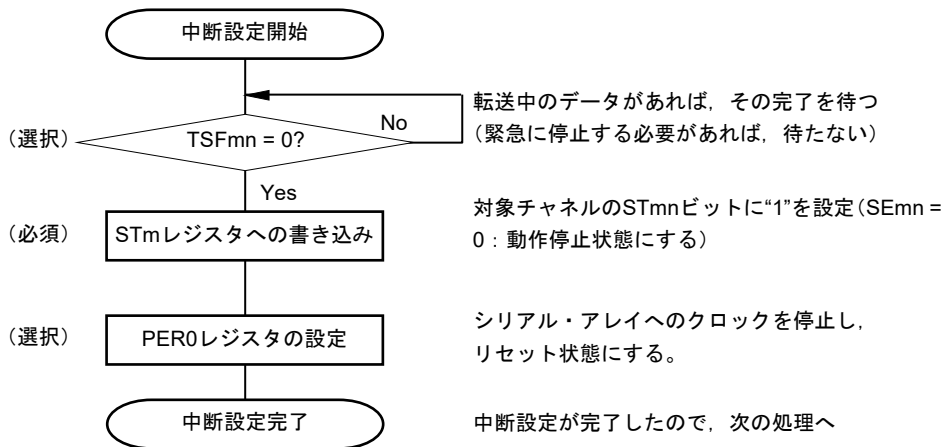 中断設定開始
転送中のデータがあれば，その完了を待つ
（緊急に停止する必要があれば，待たない）
（選択）
TSFmn = 0?
No
Yes
対象チャネルのSTmnビットに“1”を設定（SEmn =
0：動作停止状態にする）
（必須）
STmレジスタへの書き込み
（選択）
PER0レジスタの設定
シリアル・アレイへのクロックを停止し，
リセット状態にする。
中断設定完了
中断設定が完了したので，次の処理へ